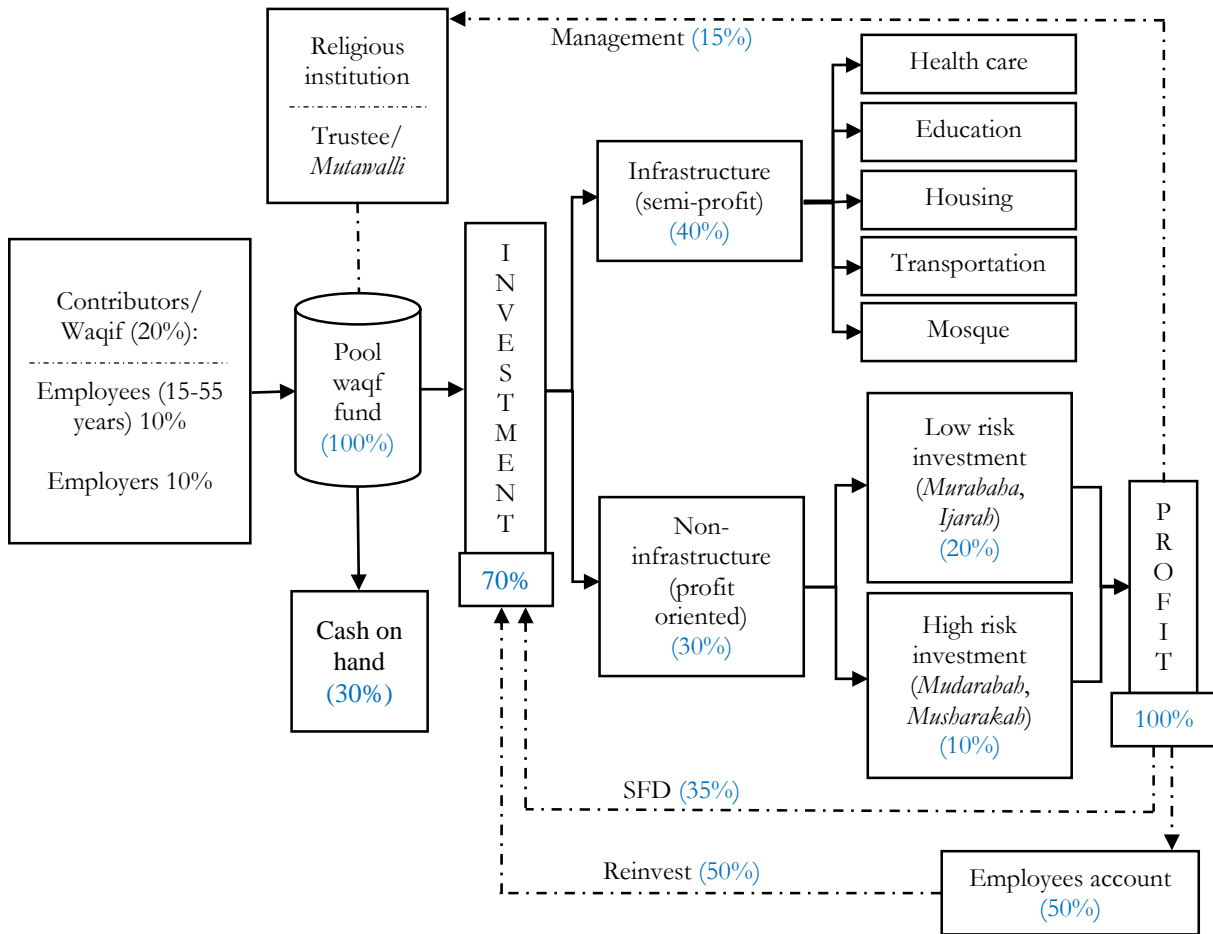 Management (15%)
Religious
institution
Trustee/
Mutawalli
Contributors/
Waqif (20%):
Employees (15-55
years) 10%
Employers 10%
Pool
waqf
fund
(100%)
Cash on
hand
(30%)
I
N
V
E
S
T
M
E
N
T
70%
Infrastructure
(semi-profit)
(40%)
Health care
Education
Housing
Transportation
Mosque
Non-
infrastructure
(profit
oriented)
(30%)
Low risk
investment
(Murabaha,
Ijarah)
(20%)
High risk
investment
(Mudarabah,
Musharakah)
(10%)
P
R
O
F
I
T
100%
SFD (35%)
Reinvest (50%)
Employees account
(50%)